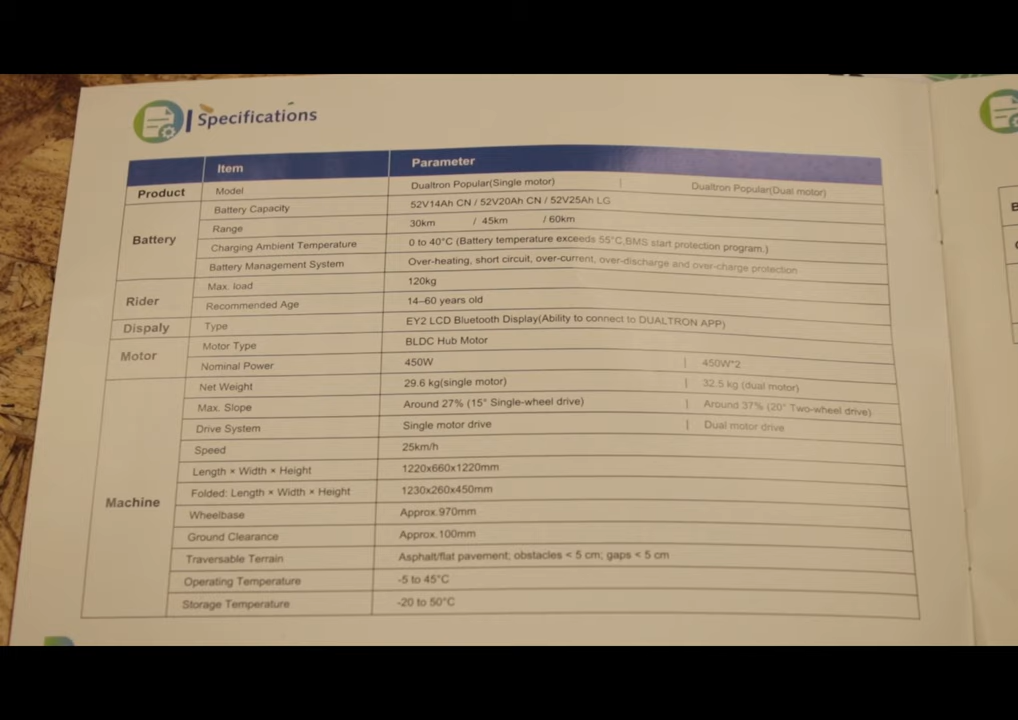 Specifications
Item Parameter
Product Model Dualtron Popular(Single motor) | Dualtron Popular(Dual motor)
Battery Battery Capacity 52V14Ah CN / 52V20Ah CN / 52V25Ah LG
Range 30km / 45km / 60km
Charging Ambient Temperature 0 to 40°C (Battery temperature exceeds 55°C,BMS start protection program.)
Battery Management System Over-heating, short circuit, over-current, over-discharge and over-charge protection
Rider Max. load 120kg
Recommended Age 14–60 years old
Dispaly Type EY2 LCD Bluetooth Display(Ability to connect to DUALTRON APP)
Motor Motor Type BLDC Hub Motor
Nominal Power 450W | 450W*2
Machine Net Weight 29.6 kg(single motor) | 32.5 kg (dual motor)
Max. Slope Around 27% (15° Single-wheel drive) | Around 37% (20° Two-wheel drive)
Drive System Single motor drive | Dual motor drive
Speed 25km/h
Length × Width × Height 1220x660x1220mm
Folded: Length × Width × Height 1230x260x450mm
Wheelbase Approx.970mm
Ground Clearance Approx.100mm
Traversable Terrain Asphalt/flat pavement; obstacles < 5 cm; gaps < 5 cm
Operating Temperature -5 to 45°C
Storage Temperature -20 to 50°C